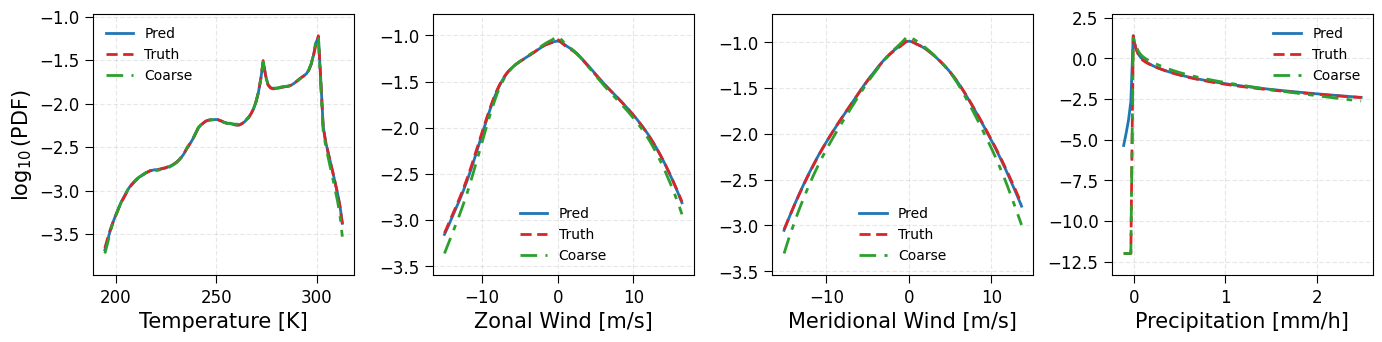 log10(PDF)
−1.0
−1.5
−2.0
−2.5
−3.0
−3.5
Pred
Truth
Coarse
200
250
300
Temperature [K]
−1.0
−1.5
−2.0
−2.5
−3.0
−3.5
Pred
Truth
Coarse
−10
0
10
Zonal Wind [m/s]
−1.0
−1.5
−2.0
−2.5
−3.0
−3.5
Pred
Truth
Coarse
−10
0
10
Meridional Wind [m/s]
2.5
0.0
−2.5
−5.0
−7.5
−10.0
−12.5
Pred
Truth
Coarse
0
1
2
Precipitation [mm/h]